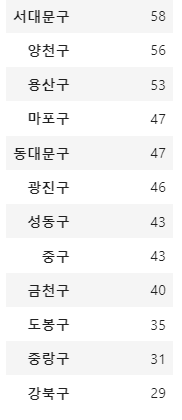 서대문구 58
양천구 56
용산구 53
마포구 47
동대문구 47
광진구 46
성동구 43
중구 43
금천구 40
도봉구 35
중랑구 31
강북구 29